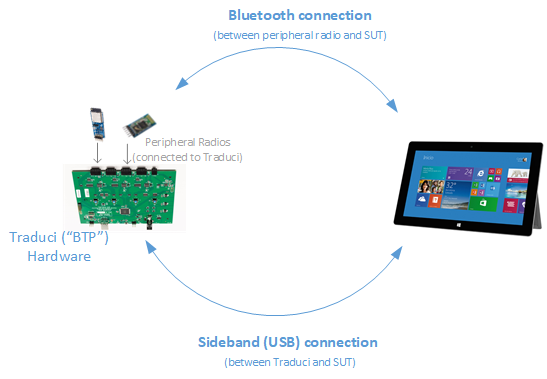 Bluetooth connection
(between peripheral radio and SUT)
Peripheral Radios
(connected to Traduci)
Traduci (“BTP”)
Hardware
Sideband (USB) connection
(between Traduci and SUT)